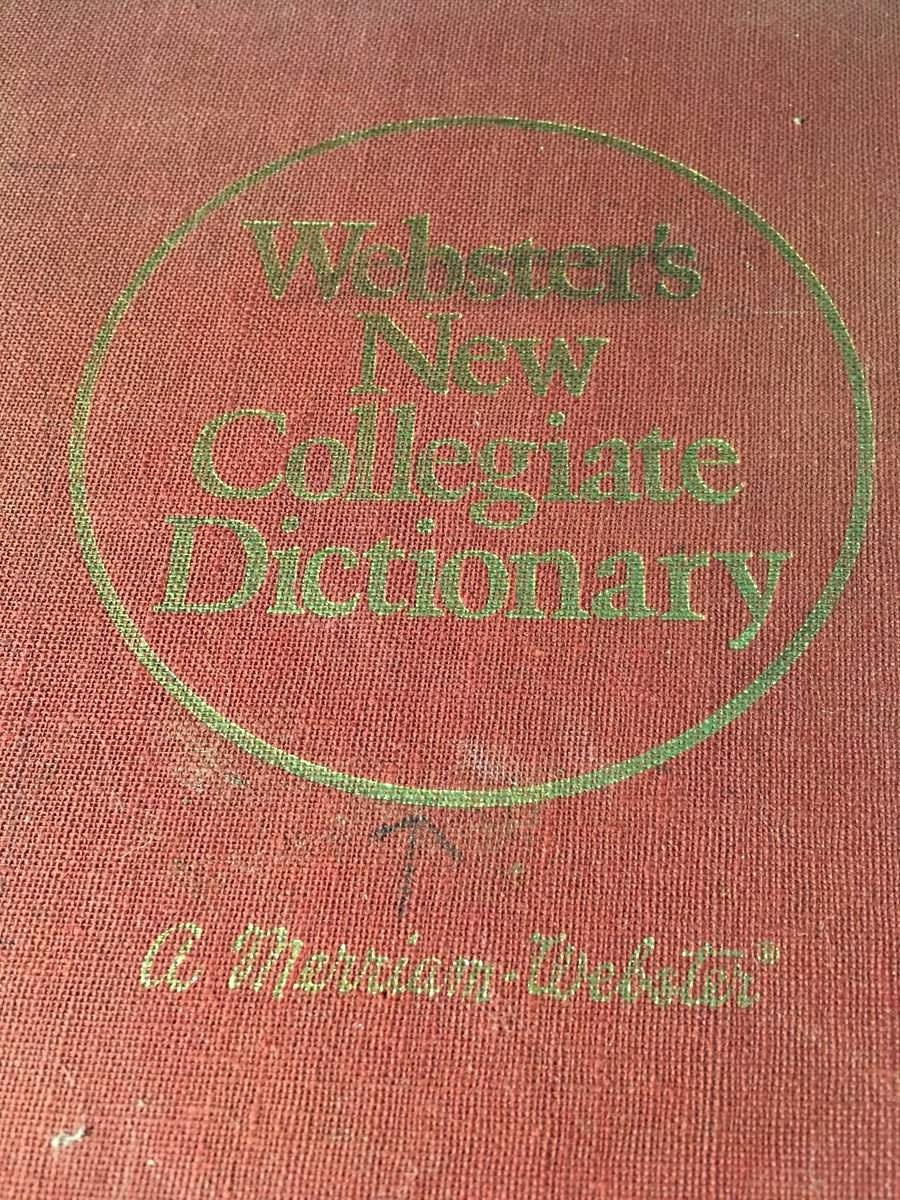 Webster's
New
Collegiate
Dictionary
A Merriam-Webster®